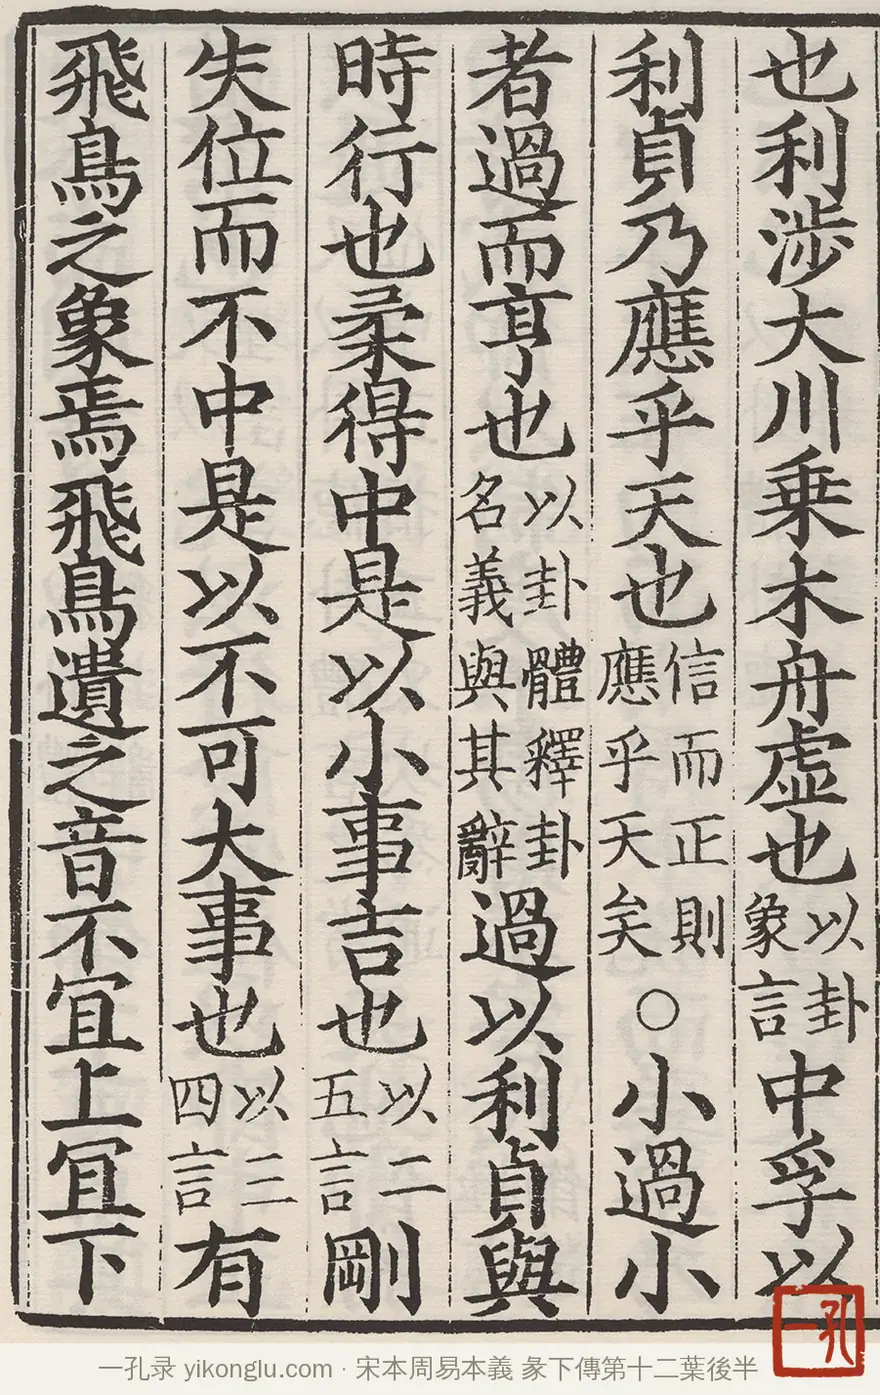 也利涉大川乗木舟虚也以卦象言中孚以
利貞乃應乎天也信而正則應乎天矣○小過小
者過而亨也以卦體釋卦名義與其辭過以利貞與
時行也柔得中是以小事吉也以二五言剛
失位而不中是以不可大事也以三四言有
飛鳥之象焉飛鳥遺之音不冝上冝下
一孔
一孔录 yikonglu.com · 宋本周易本義 彖下傳第十二葉後半